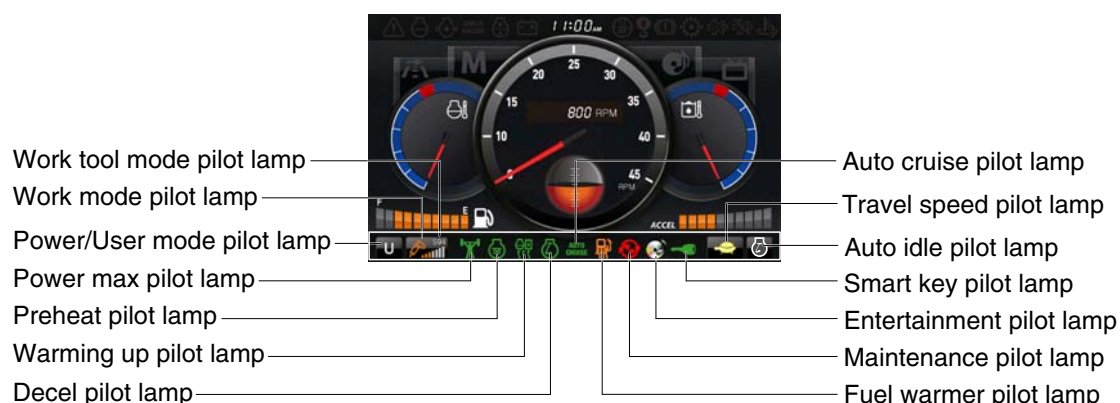 11:00 AM
M
5 10 15 20 25 30 35 40 45
800 RPM
RPM
F E
ACCEL
U
AUTO CRUISE
Work tool mode pilot lamp
Work mode pilot lamp
Power/User mode pilot lamp
Power max pilot lamp
Preheat pilot lamp
Warming up pilot lamp
Decel pilot lamp
Auto cruise pilot lamp
Travel speed pilot lamp
Auto idle pilot lamp
Smart key pilot lamp
Entertainment pilot lamp
Maintenance pilot lamp
Fuel warmer pilot lamp